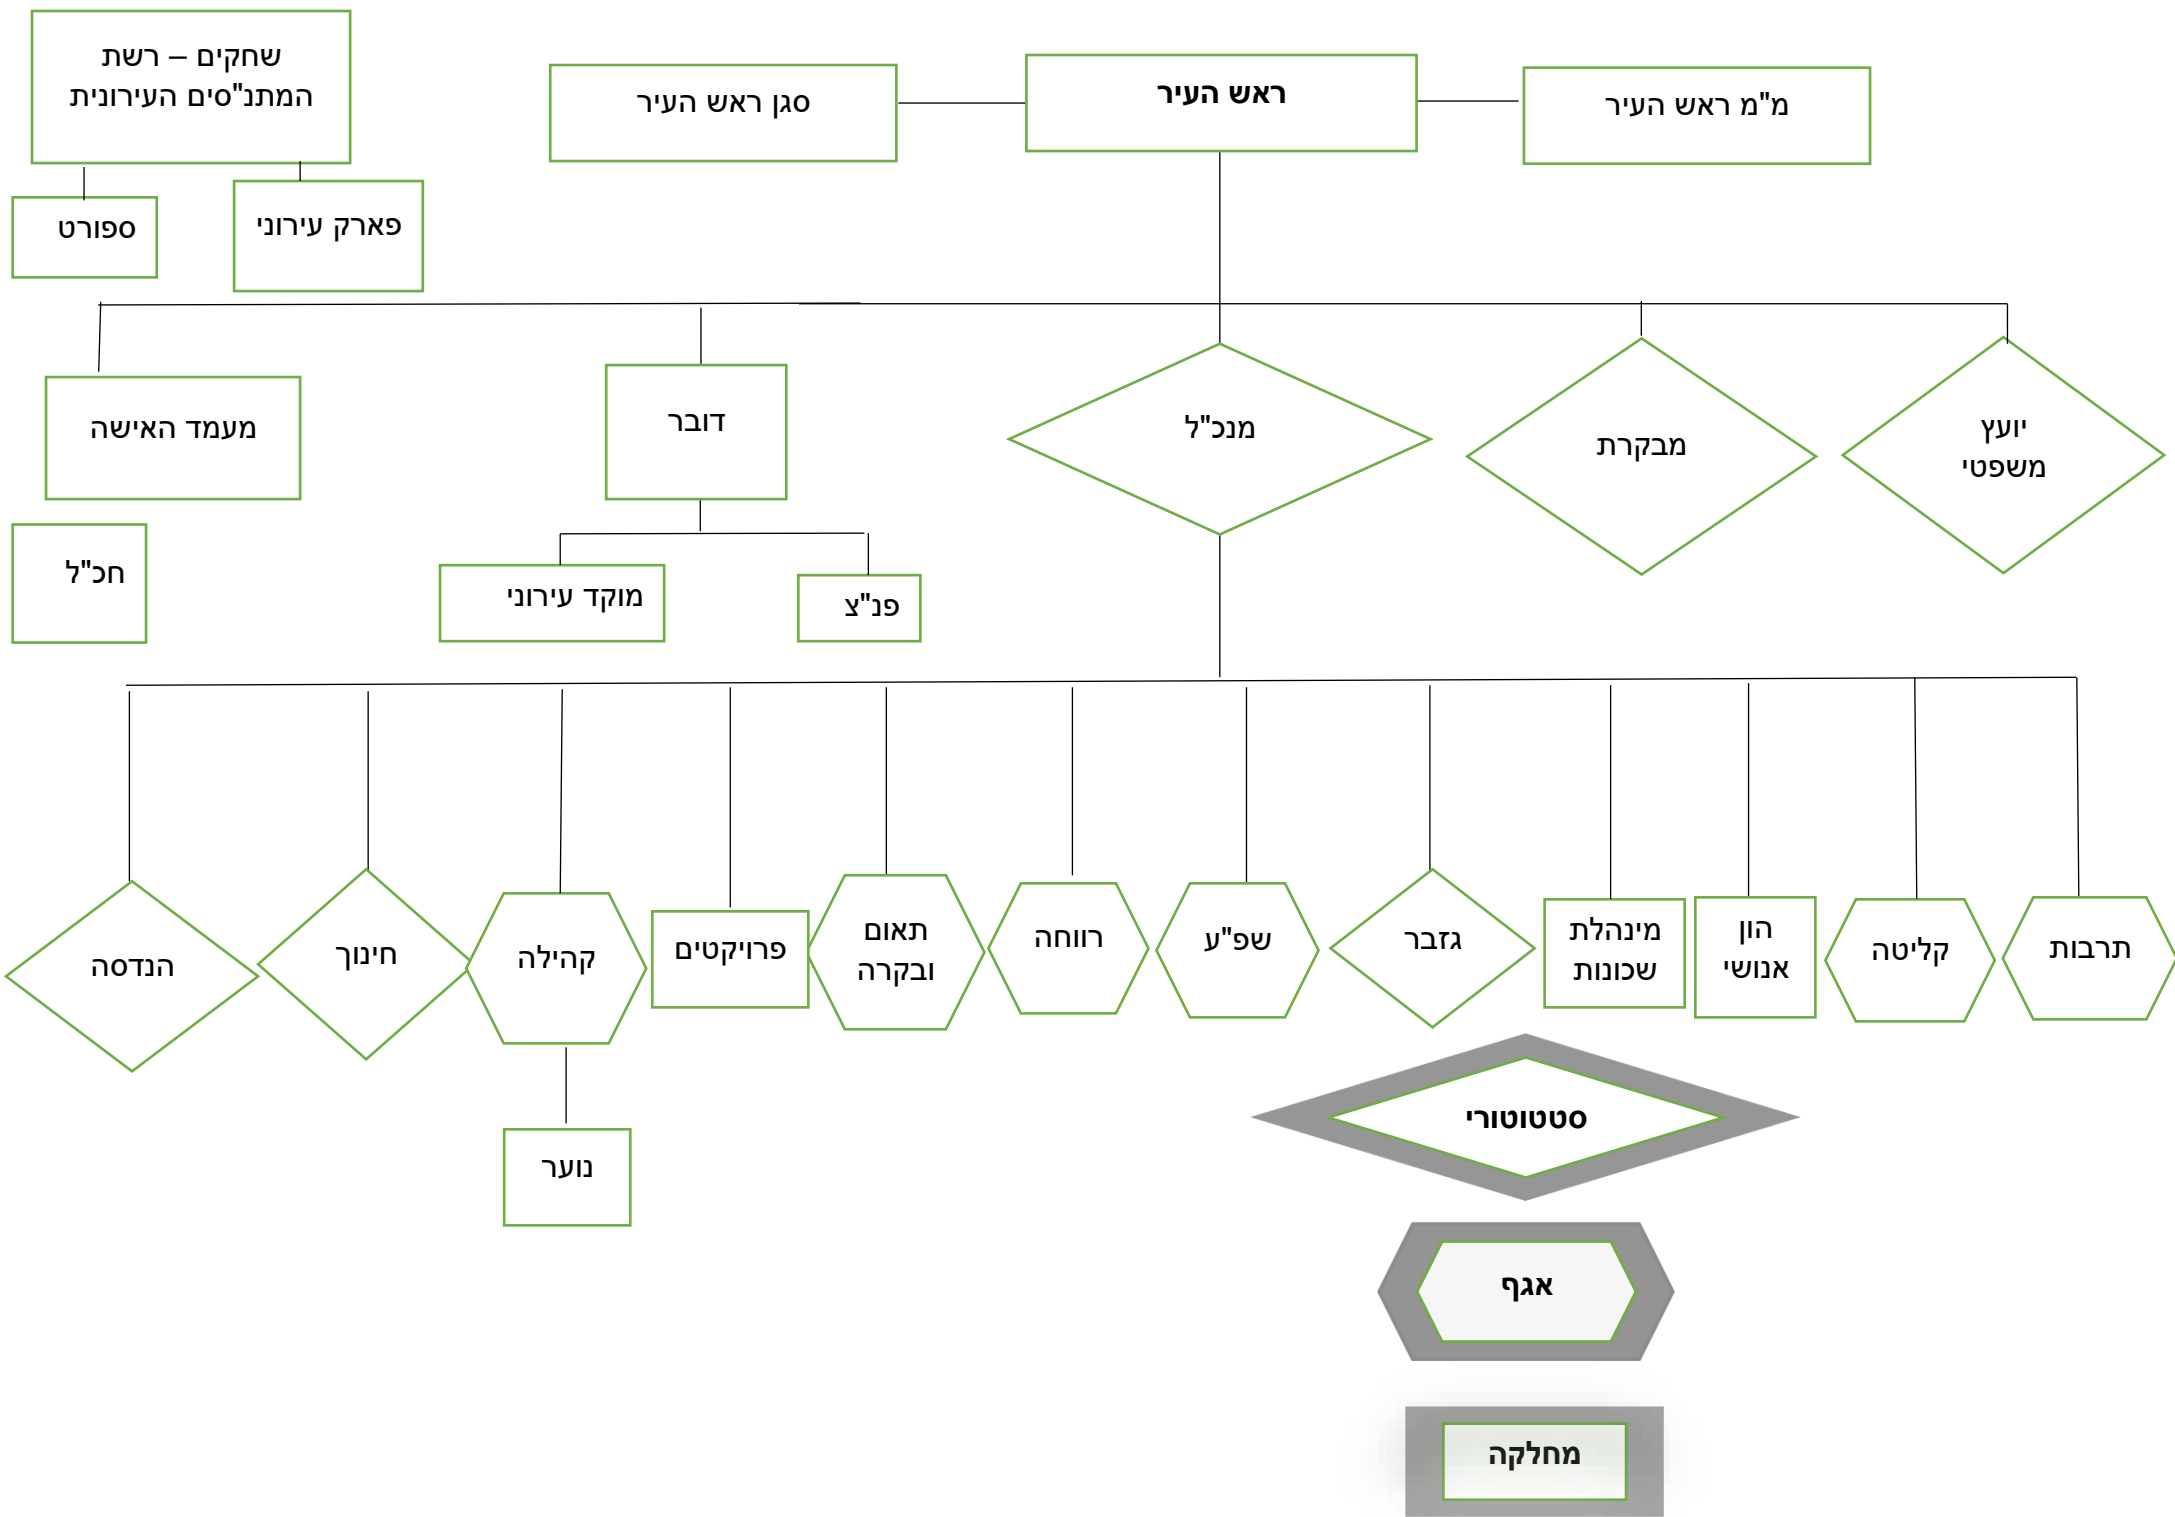 שחקים – רשת
המתנ"סים העירונית
מ"מ ראש העיר
ראש העיר
סגן ראש העיר
פארק עירוני
ספורט
יועץ
משפטי
מבקרת
מנכ"ל
דובר
מעמד האישה
חכ"ל
פנ"צ
מוקד עירוני
תרבות
קליטה
הון
אנושי
מינהלת
שכונות
גזבר
שפ"ע
רווחה
תאום
ובקרה
פרויקטים
קהילה
חינוך
הנדסה
נוער
סטטוטורי
אגף
מחלקה